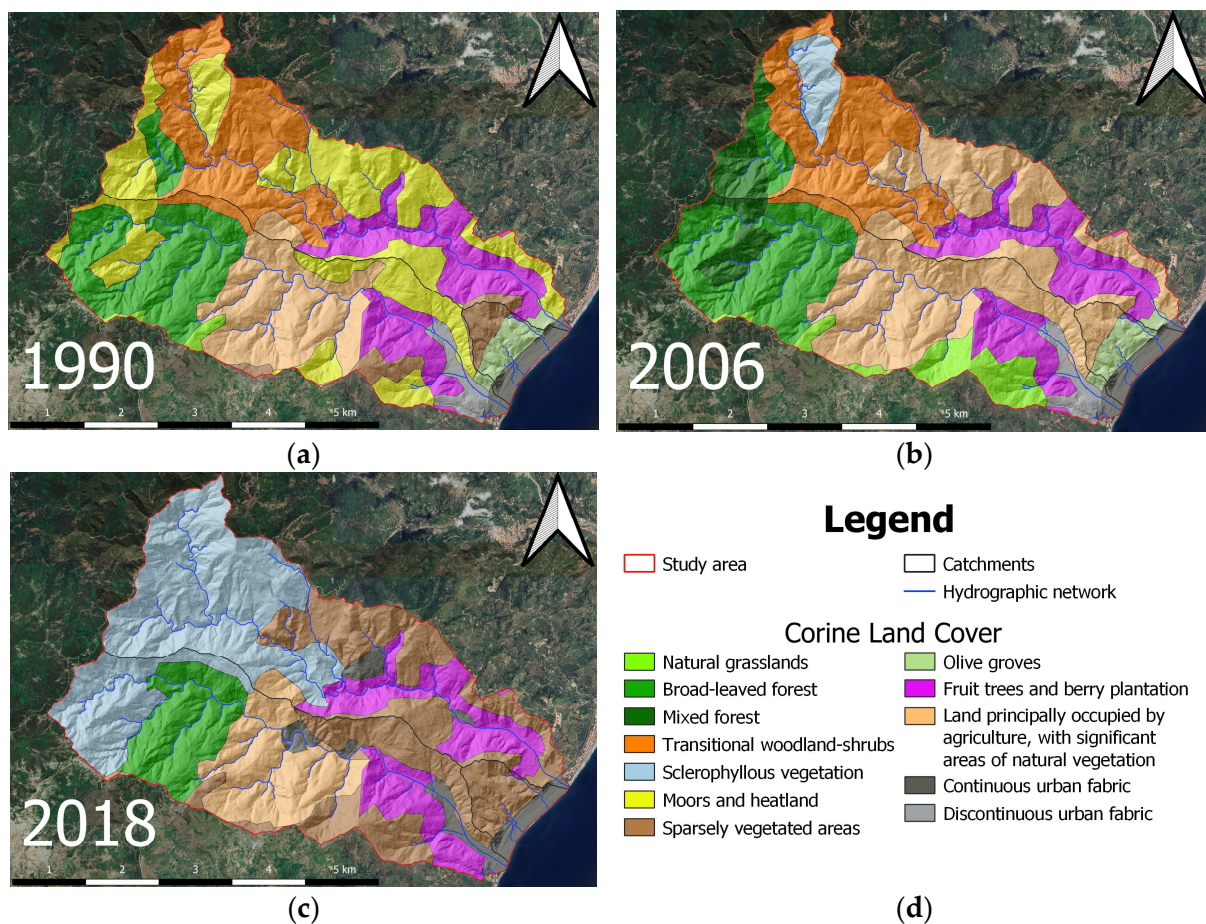 1990
1 2 3 4 5 km
(a)
2006
1 2 3 4 5 km
(b)
2018
1 2 3 4 5 km
(c)
Legend
Study area
Catchments
Hydrographic network
Corine Land Cover
Natural grasslands
Broad-leaved forest
Mixed forest
Transitional woodland-shrubs
Sclerophyllous vegetation
Moors and heatland
Sparsely vegetated areas
Olive groves
Fruit trees and berry plantation
Land principally occupied by
agriculture, with significant
areas of natural vegetation
Continuous urban fabric
Discontinuous urban fabric
(d)